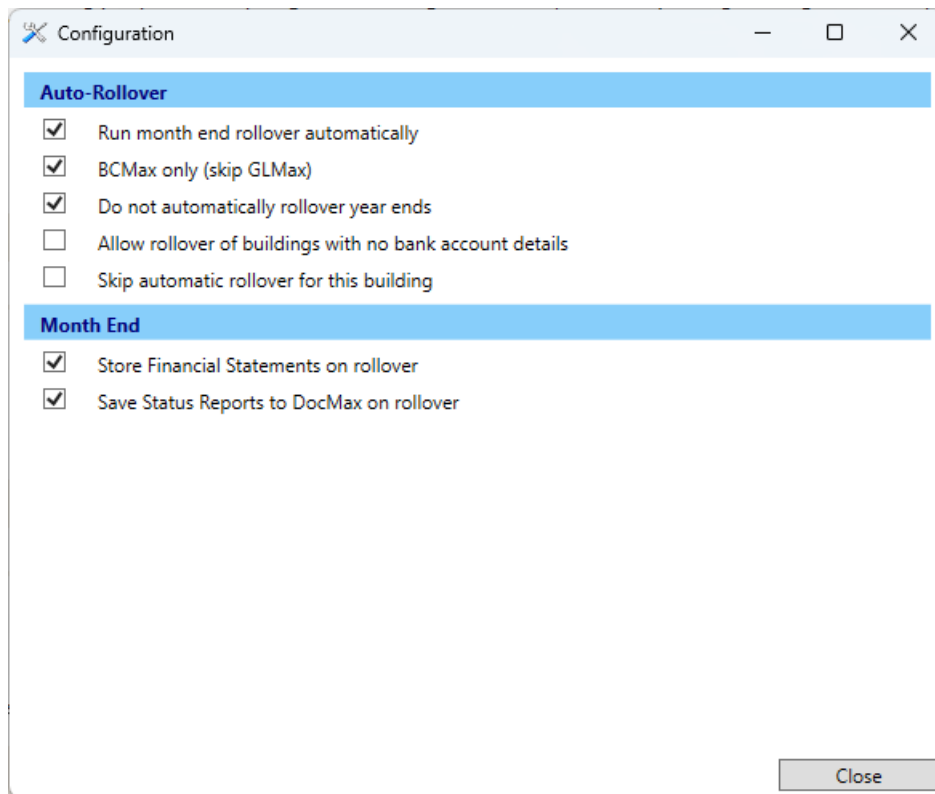 Configuration
Auto-Rollover
Run month end rollover automatically
BCMax only (skip GLMax)
Do not automatically rollover year ends
Allow rollover of buildings with no bank account details
Skip automatic rollover for this building
Month End
Store Financial Statements on rollover
Save Status Reports to DocMax on rollover
Close